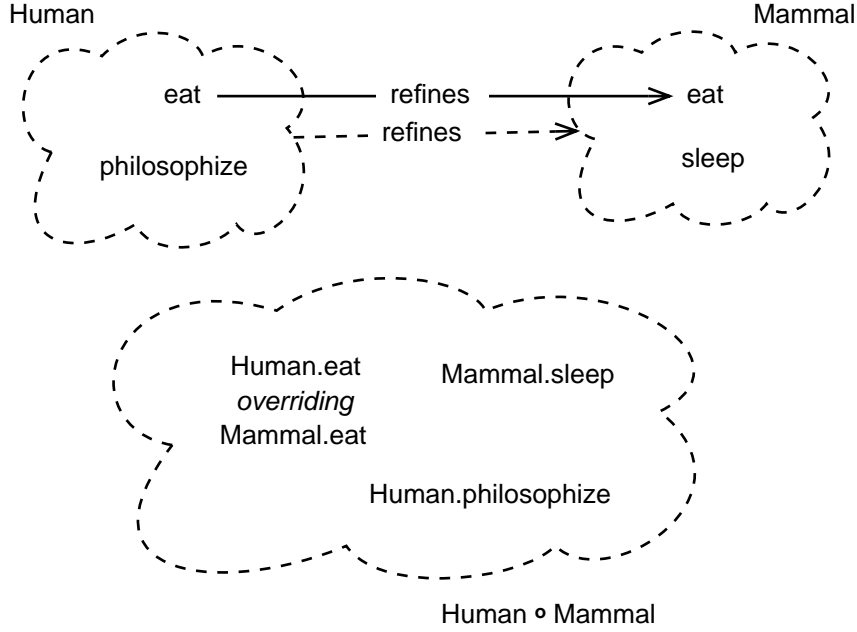 Human
Mammal
eat
refines
eat
refines
philosophize
sleep
Human.eat
overriding
Mammal.eat
Mammal.sleep
Human.philosophize
Human ∘ Mammal